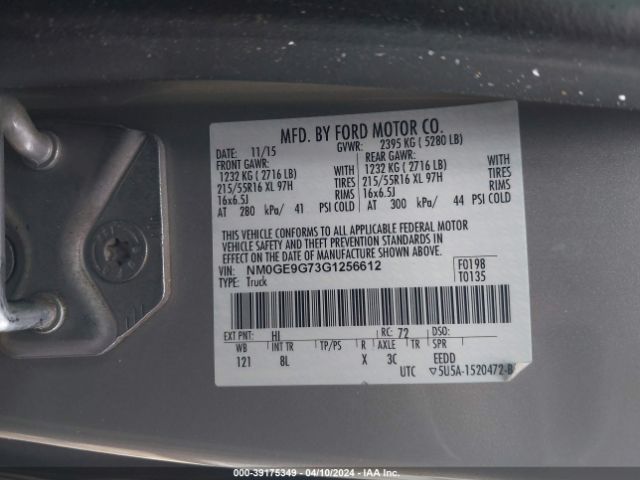 MFD. BY FORD MOTOR CO.
DATE: 11/15 GVWR: 2395 KG ( 5280 LB)
FRONT GAWR: REAR GAWR:
1232 KG ( 2716 LB) WITH 1232 KG ( 2716 LB) WITH
215/55R16 XL 97H TIRES 215/55R16 XL 97H TIRES
16x6.5J RIMS 16x6.5J RIMS
AT 280 kPa/ 41 PSI COLD AT 300 kPa/ 44 PSI COLD
THIS VEHICLE CONFORMS TO ALL APPLICABLE FEDERAL MOTOR
VEHICLE SAFETY AND THEFT PREVENTION STANDARDS IN
EFFECT ON THE DATE OF MANUFACTURE SHOWN ABOVE.
VIN: NM0GE9G73G1256612 F0198
TYPE: Truck T0135
EXT PNT: HI RC: 72 DSO:
WB INT TR TP/PS R AXLE TR SPR
121 8L X 3C EEDD
UTC ▽5U5A-1520472-B
000-39175349 - 04/10/2024 - IAAI.CA